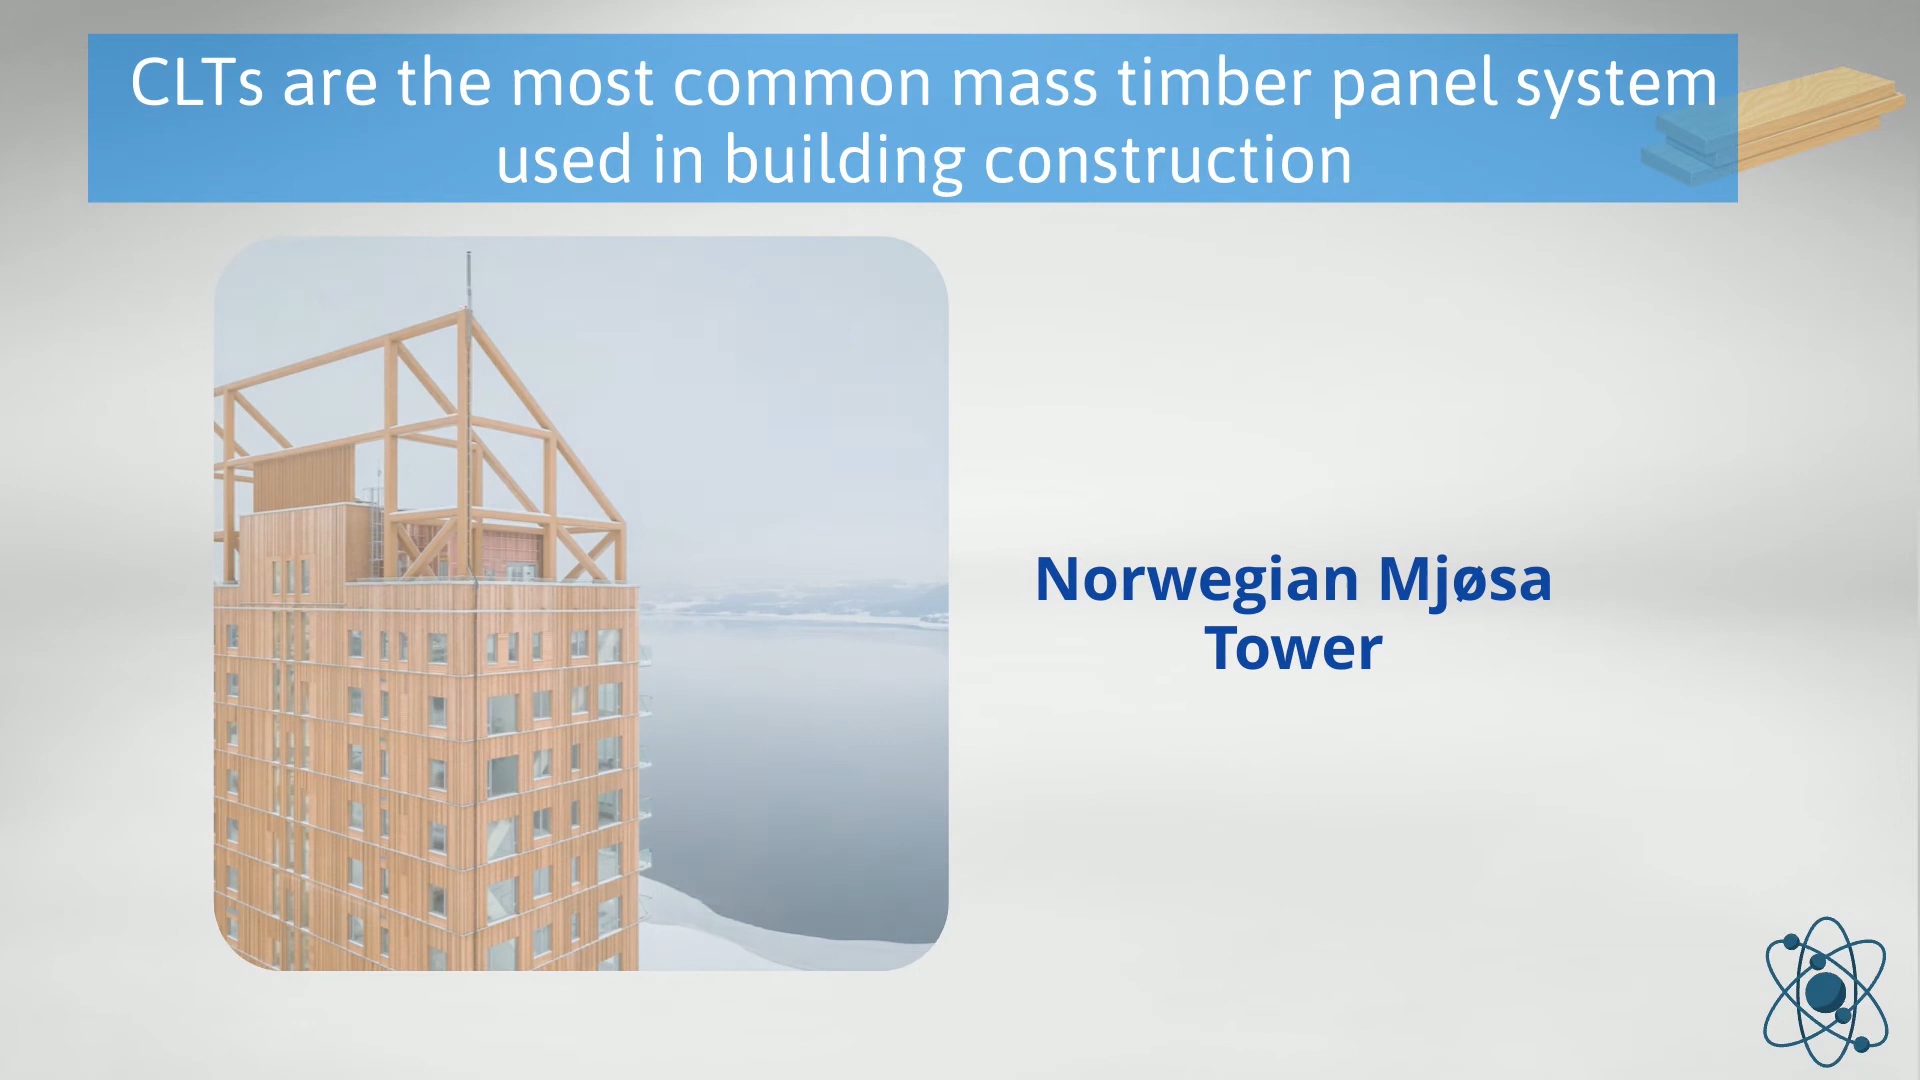 CLTs are the most common mass timber panel system
used in building construction
Norwegian Mjøsa
Tower